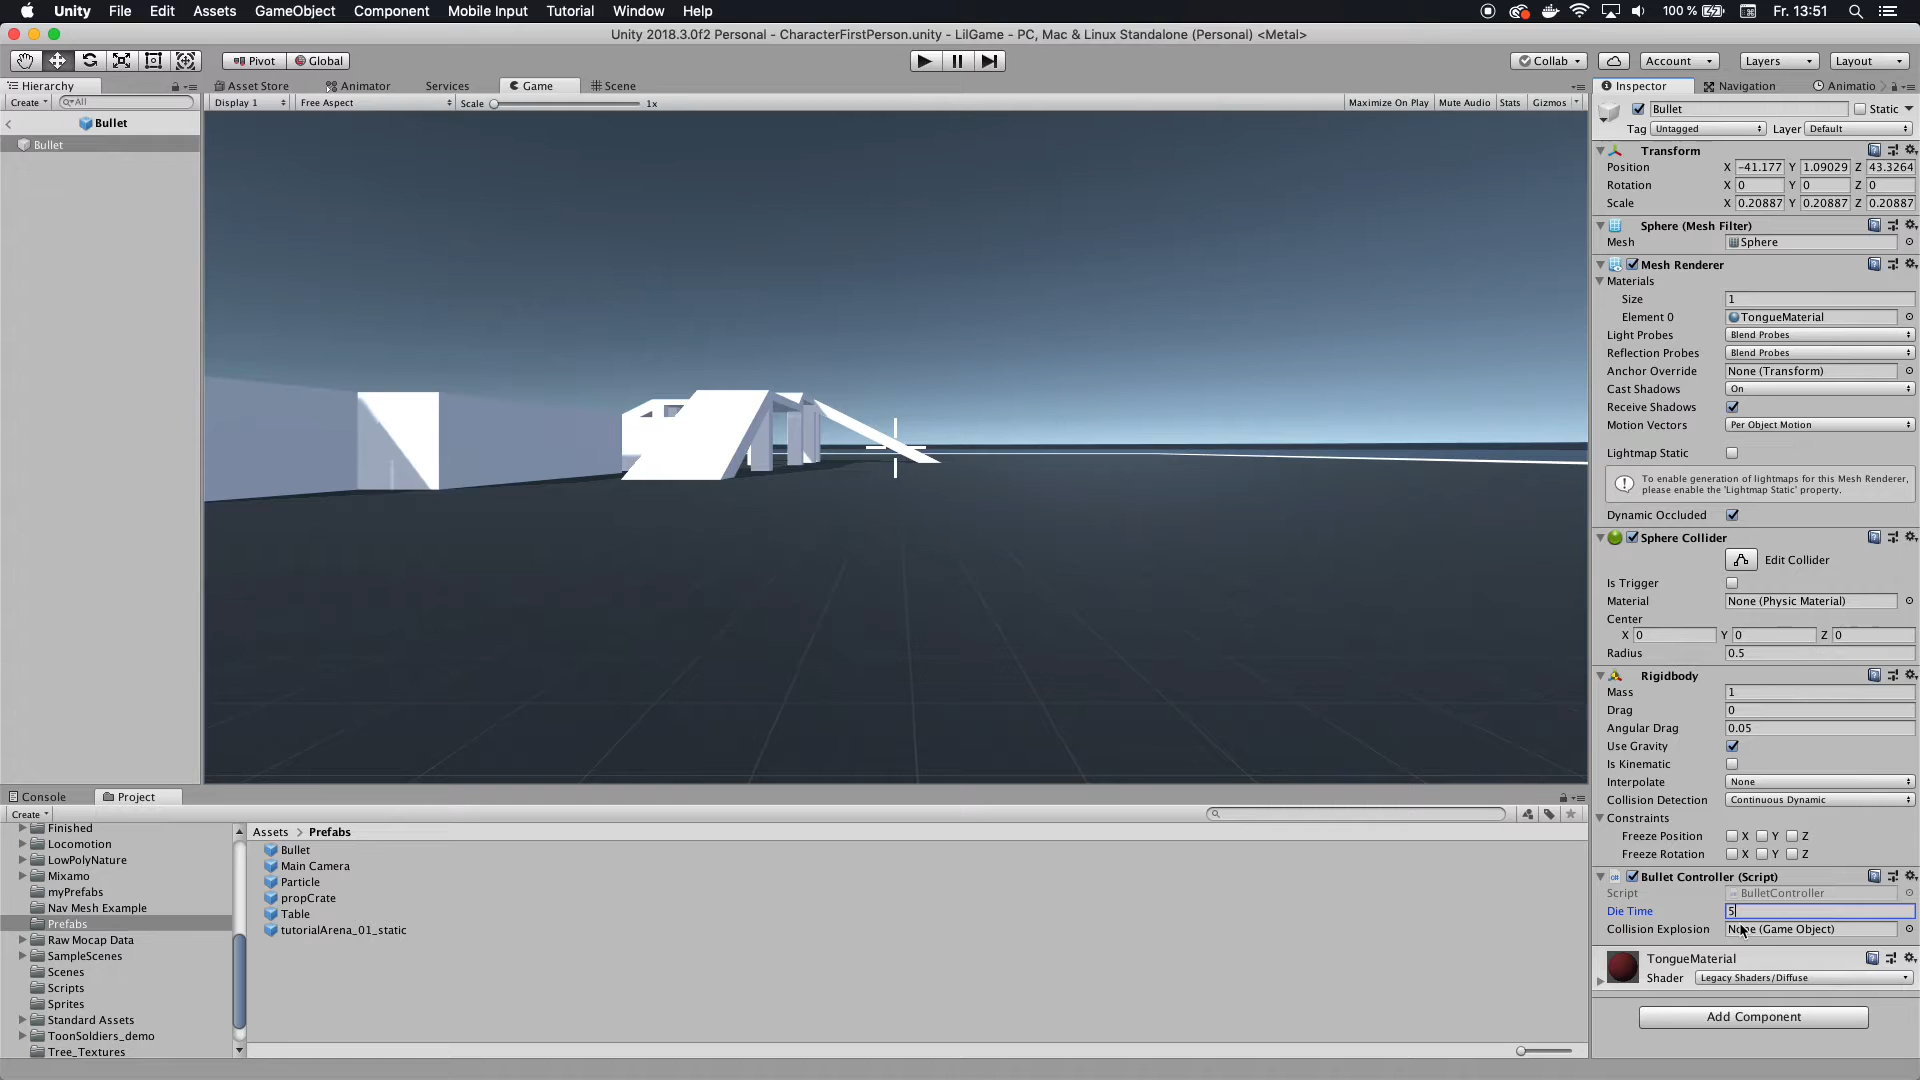 Unity File Edit Assets GameObject Component Mobile Input Tutorial Window Help 100 % Fr. 13:51
Unity 2018.3.0f2 Personal - CharacterFirstPerson.unity - LilGame - PC, Mac & Linux Standalone (Personal) <Metal>
Pivot Global Collab Account Layers Layout
Hierarchy Asset Store Animator Services Game Scene Inspector Navigation Animatio
Create All Display 1 Free Aspect Scale 1x Maximize On Play Mute Audio Stats Gizmos
Bullet
Bullet
Bullet Static
Tag Untagged Layer Default
Transform
Position X -41.177 Y 1.09029 Z 43.3264
Rotation X 0 Y 0 Z 0
Scale X 0.20887 Y 0.20887 Z 0.20887
Sphere (Mesh Filter)
Mesh Sphere
Mesh Renderer
Materials
Size 1
Element 0 TongueMaterial
Light Probes Blend Probes
Reflection Probes Blend Probes
Anchor Override None (Transform)
Cast Shadows On
Receive Shadows
Motion Vectors Per Object Motion
Lightmap Static
To enable generation of lightmaps for this Mesh Renderer,
please enable the 'Lightmap Static' property.
Dynamic Occluded
Sphere Collider
Edit Collider
Is Trigger
Material None (Physic Material)
Center
X 0 Y 0 Z 0
Radius 0.5
Rigidbody
Mass 1
Drag 0
Angular Drag 0.05
Use Gravity
Is Kinematic
Interpolate None
Collision Detection Continuous Dynamic
Constraints
Freeze Position X Y Z
Freeze Rotation X Y Z
Bullet Controller (Script)
Script BulletController
Die Time 5
Collision Explosion None (Game Object)
TongueMaterial
Shader Legacy Shaders/Diffuse
Add Component
Console Project
Create
Finished
Locomotion
LowPolyNature
Mixamo
myPrefabs
Nav Mesh Example
Prefabs
Raw Mocap Data
SampleScenes
Scenes
Scripts
Sprites
Standard Assets
ToonSoldiers_demo
Tree_Textures
Assets > Prefabs
Bullet
Main Camera
Particle
propCrate
Table
tutorialArena_01_static